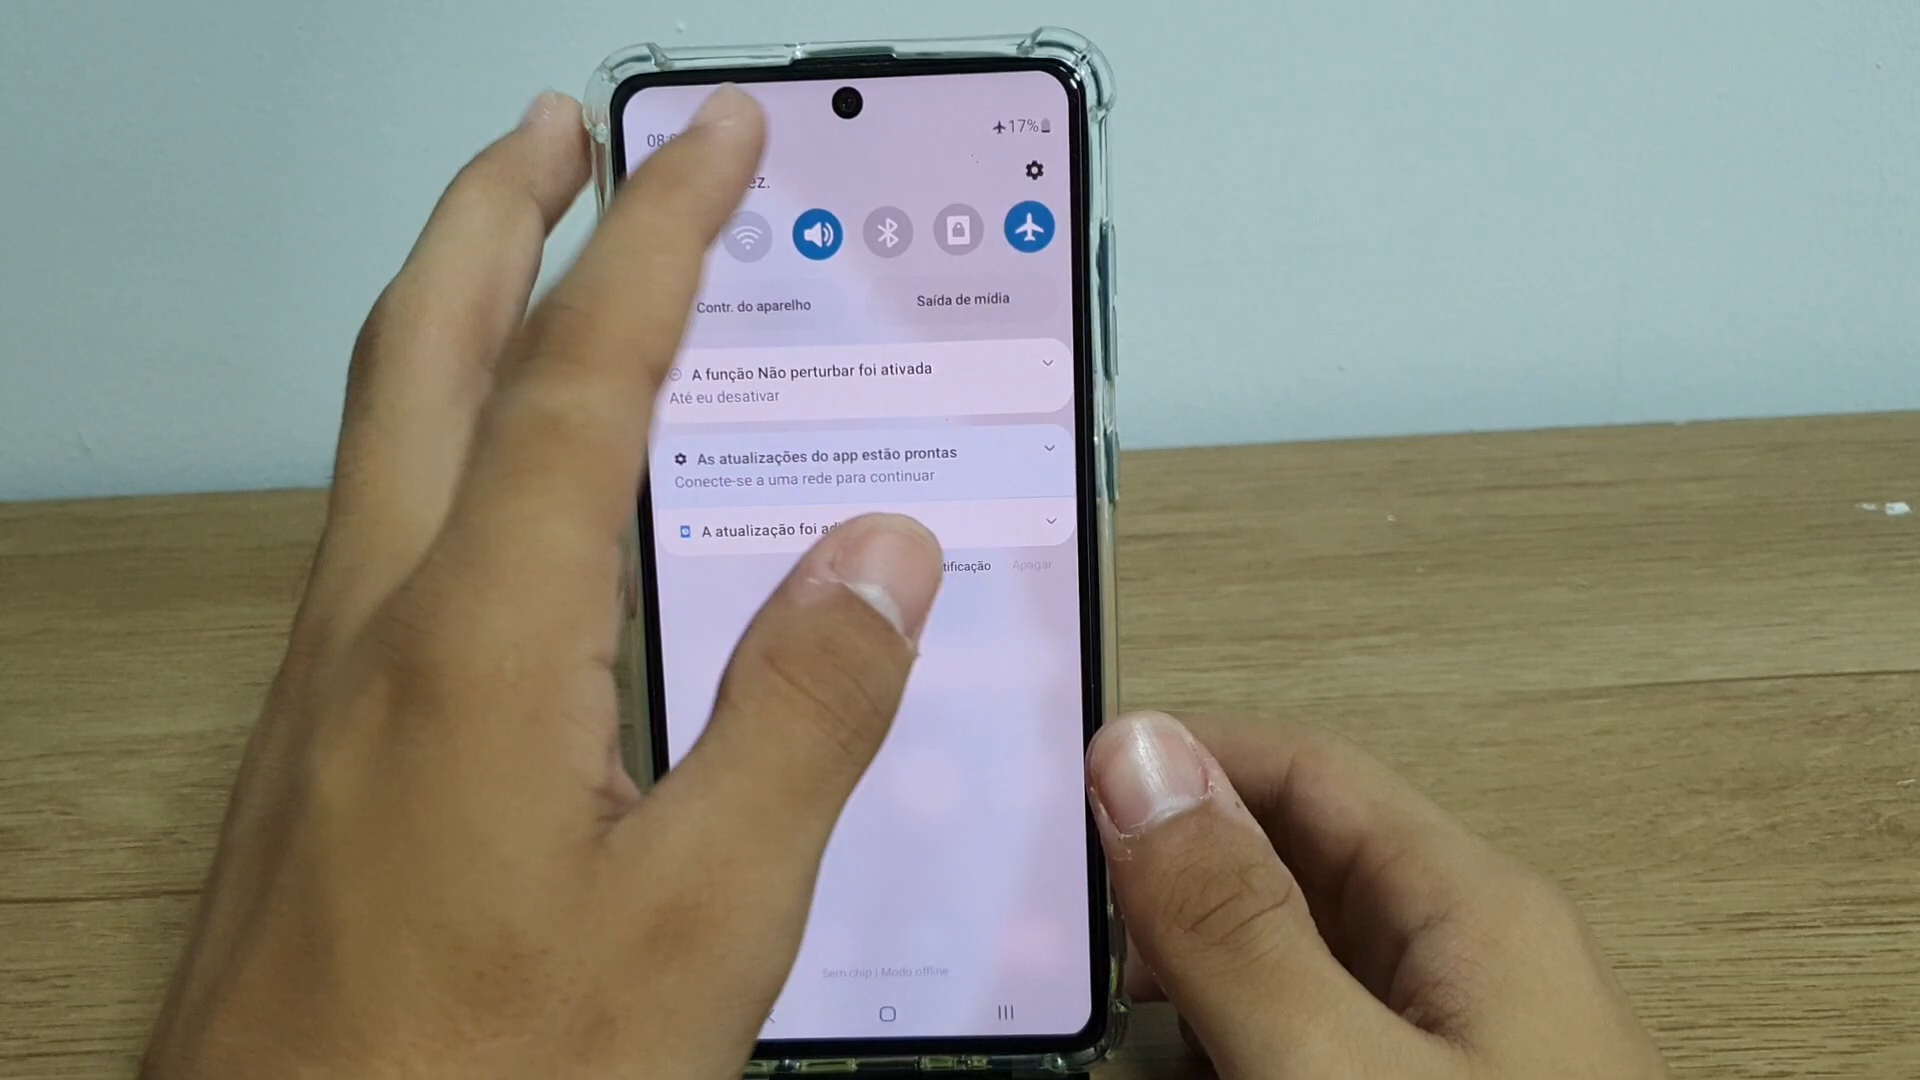 17%
Contr. do aparelho
Saída de mídia
A função Não perturbar foi ativada
Até eu desativar
As atualizações do app estão prontas
Conecte-se a uma rede para continuar
A atualização foi
Apagar
Sem chip | Modo offline